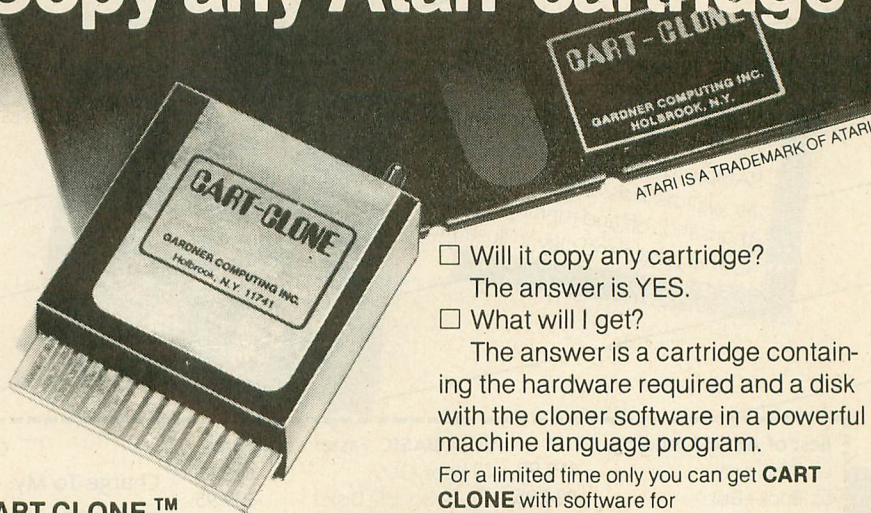 Copy any Atari cartridge
CART-CLONE
GARDNER COMPUTING INC.
HOLBROOK, N.Y.
ATARI IS A TRADEMARK OF ATARI
CART-CLONE
GARDNER COMPUTING INC.
Holbrook, N.Y. 11741
☐ Will it copy any cartridge?
The answer is YES.
☐ What will I get?
The answer is a cartridge contain-
ing the hardware required and a disk
with the cloner software in a powerful
machine language program.
For a limited time only you can get CART
CLONE with software for
CART CLONE ™